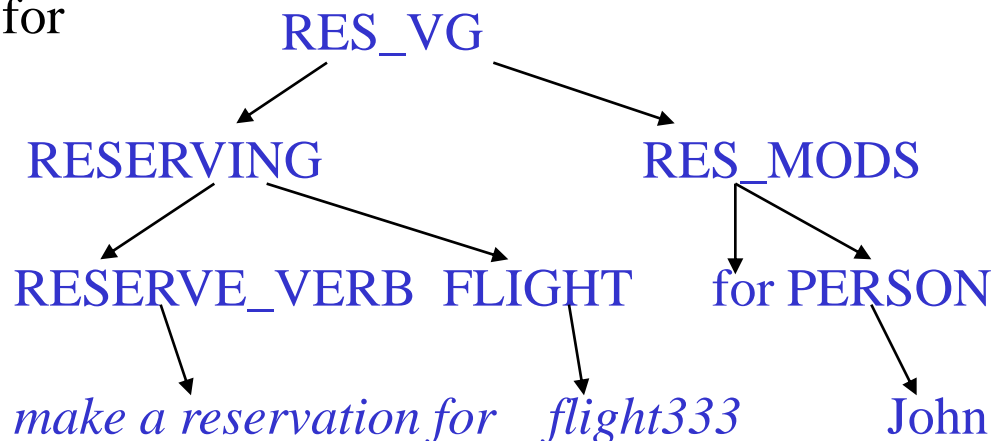 for
RES_VG
RESERVING RES_MODS
RESERVE_VERB FLIGHT for PERSON
make a reservation for flight333 John